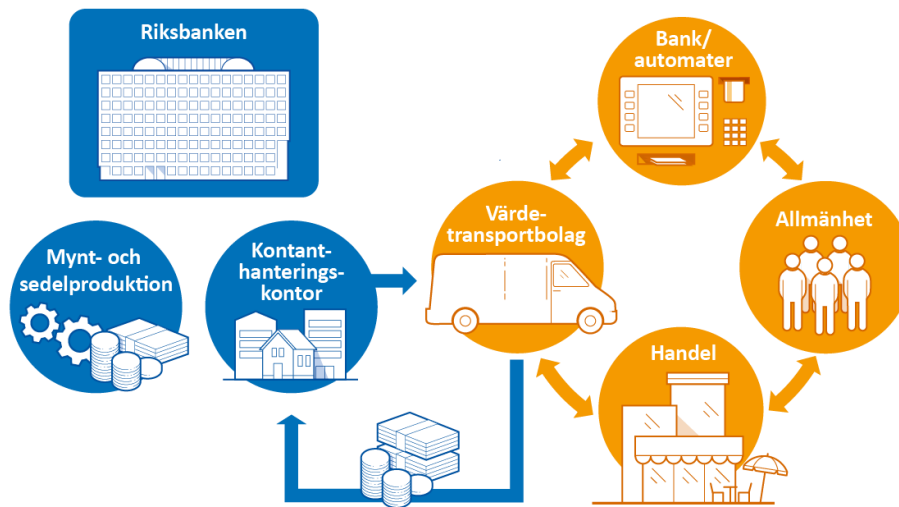 Riksbanken
Bank/
automater
Värde-
transportbolag
Allmänhet
Mynt- och
sedelproduktion
Kontant-
hanterings-
kontor
Handel